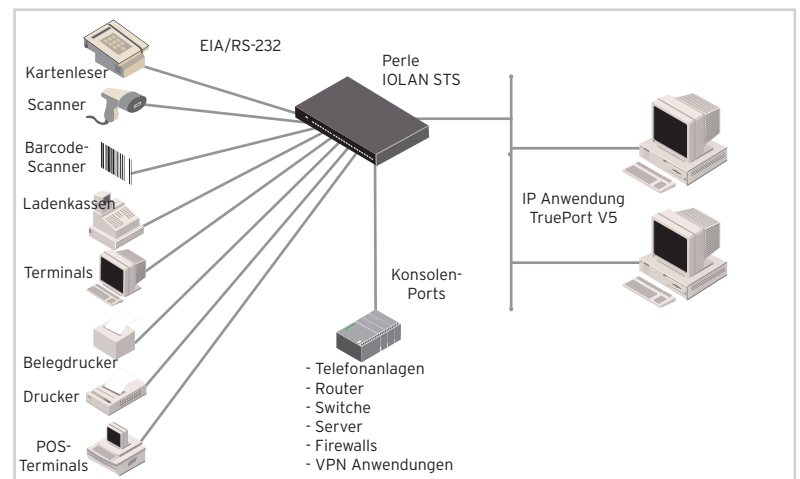 EIA/RS-232
Perle
IOLAN STS
Kartenleser
Scanner
Barcode-
Scanner
Ladenkassen
Terminals
Belegdrucker
Drucker
POS-
Terminals
IP Anwendung
TruePort V5
Konsolen-
Ports
- Telefonanlagen
- Router
- Switche
- Server
- Firewalls
- VPN Anwendungen